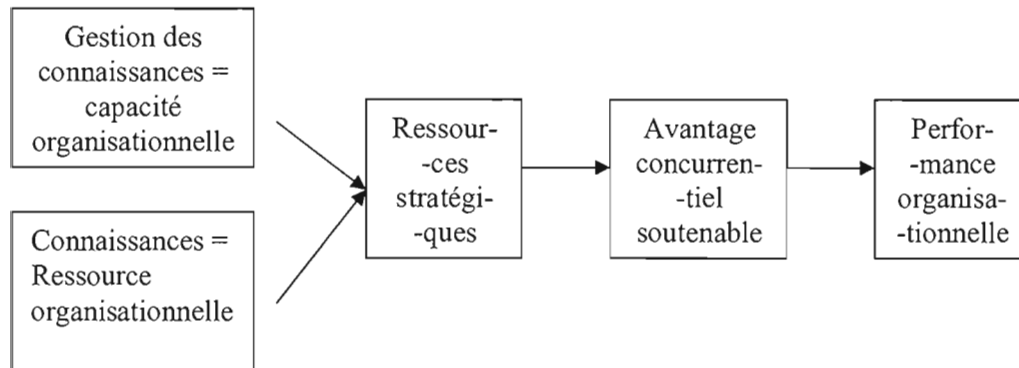 Gestion des
connaissances =
capacité
organisationnelle
Connaissances =
Ressource
organisationnelle
Ressour-
-ces
stratégi-
-ques
Avantage
concurren-
-tiel
soutenable
Perfor-
-mance
organisa-
-tionnelle